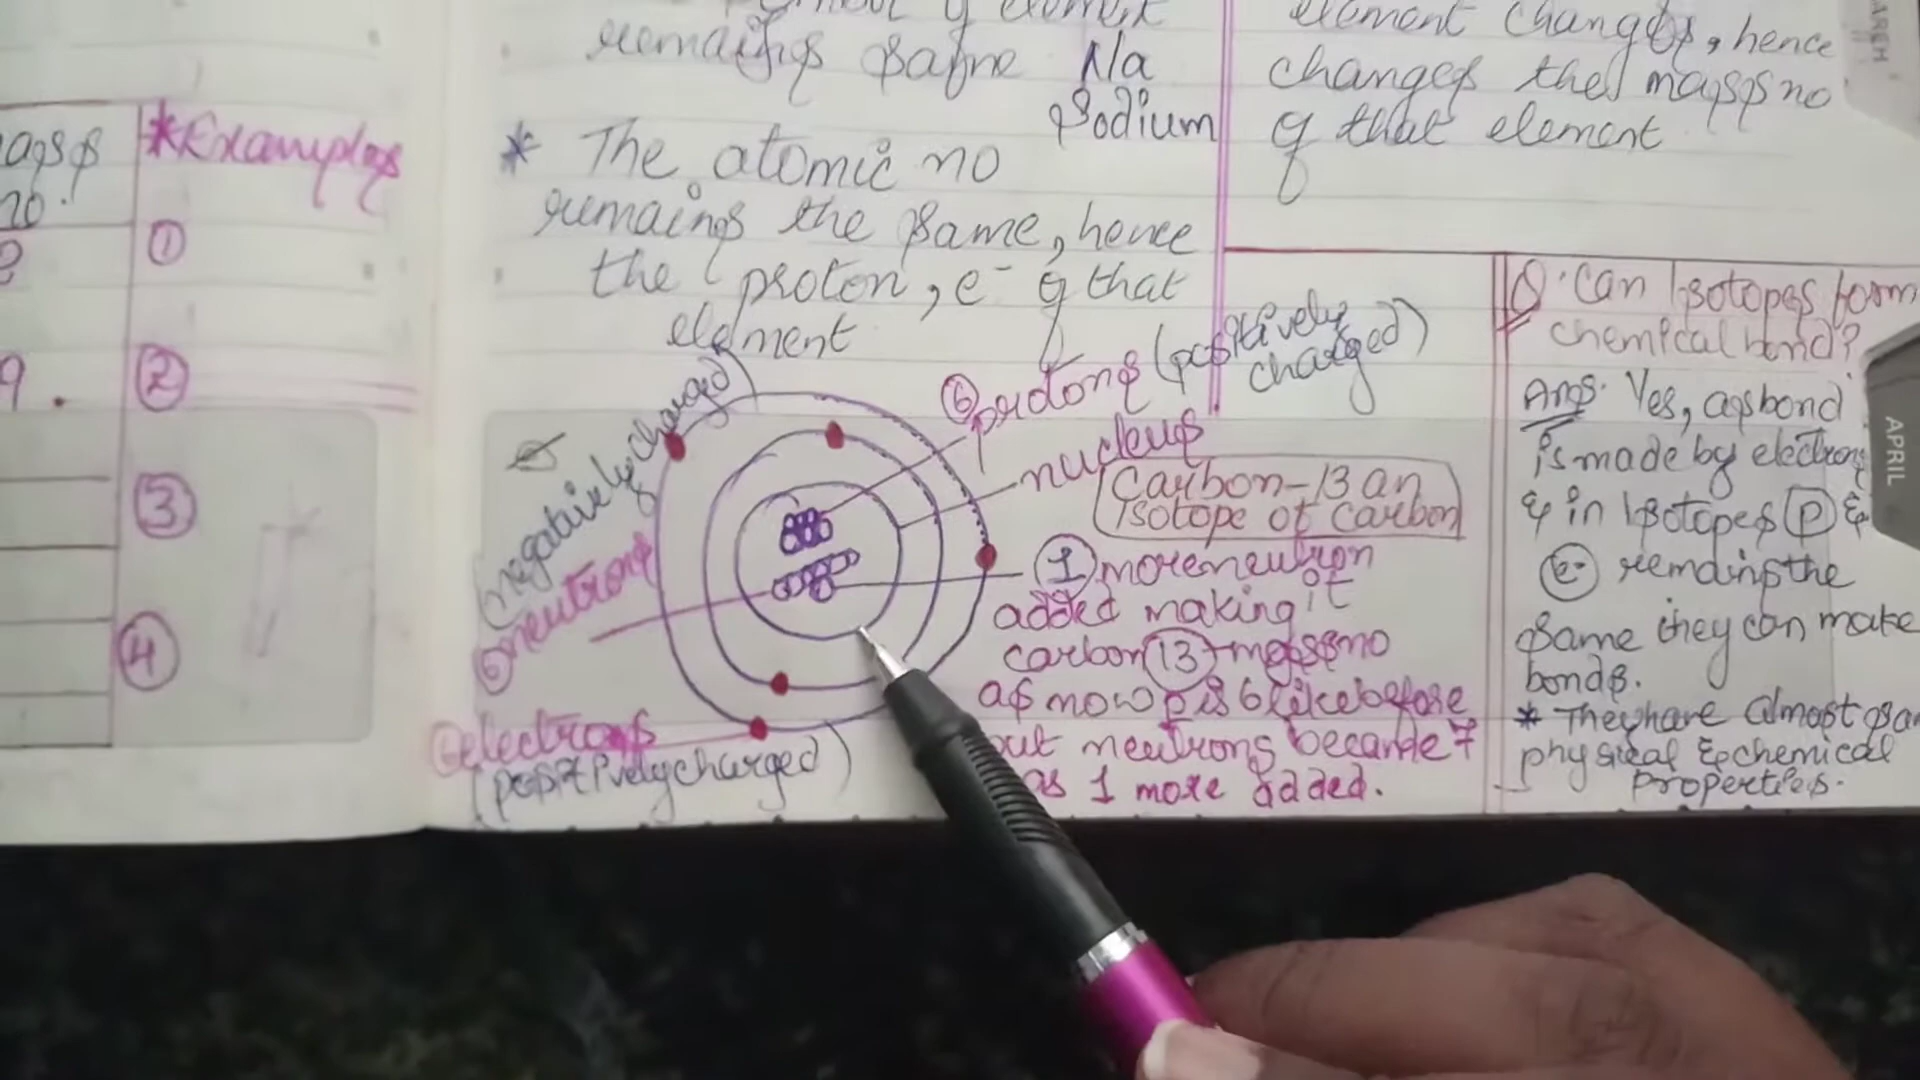 remains same Na
Sodium
* The atomic no
remains the same, hence
the proton, e- of that
element
element changes, hence
changes the mass no
of that element
mass
no.
9.
*Examples
①
②
③
④
(negatively charged)
⑥ protons (positively
charged)
nucleus
Carbon-13 an
isotope of carbon
① more neutron
added making it
carbon 13 - mass no
as now p is 6 like before
but neutrons became 7
as 1 more added.
⑥ neutrons
electrons
(positively charged)
Q. Can Isotopes form
chemical bond?
Ans. Yes, as bond
is made by electrons
& in Isotopes p &
e- remains the
same they can make
bonds.
* They have almost
physical & chemical
properties.
APRIL